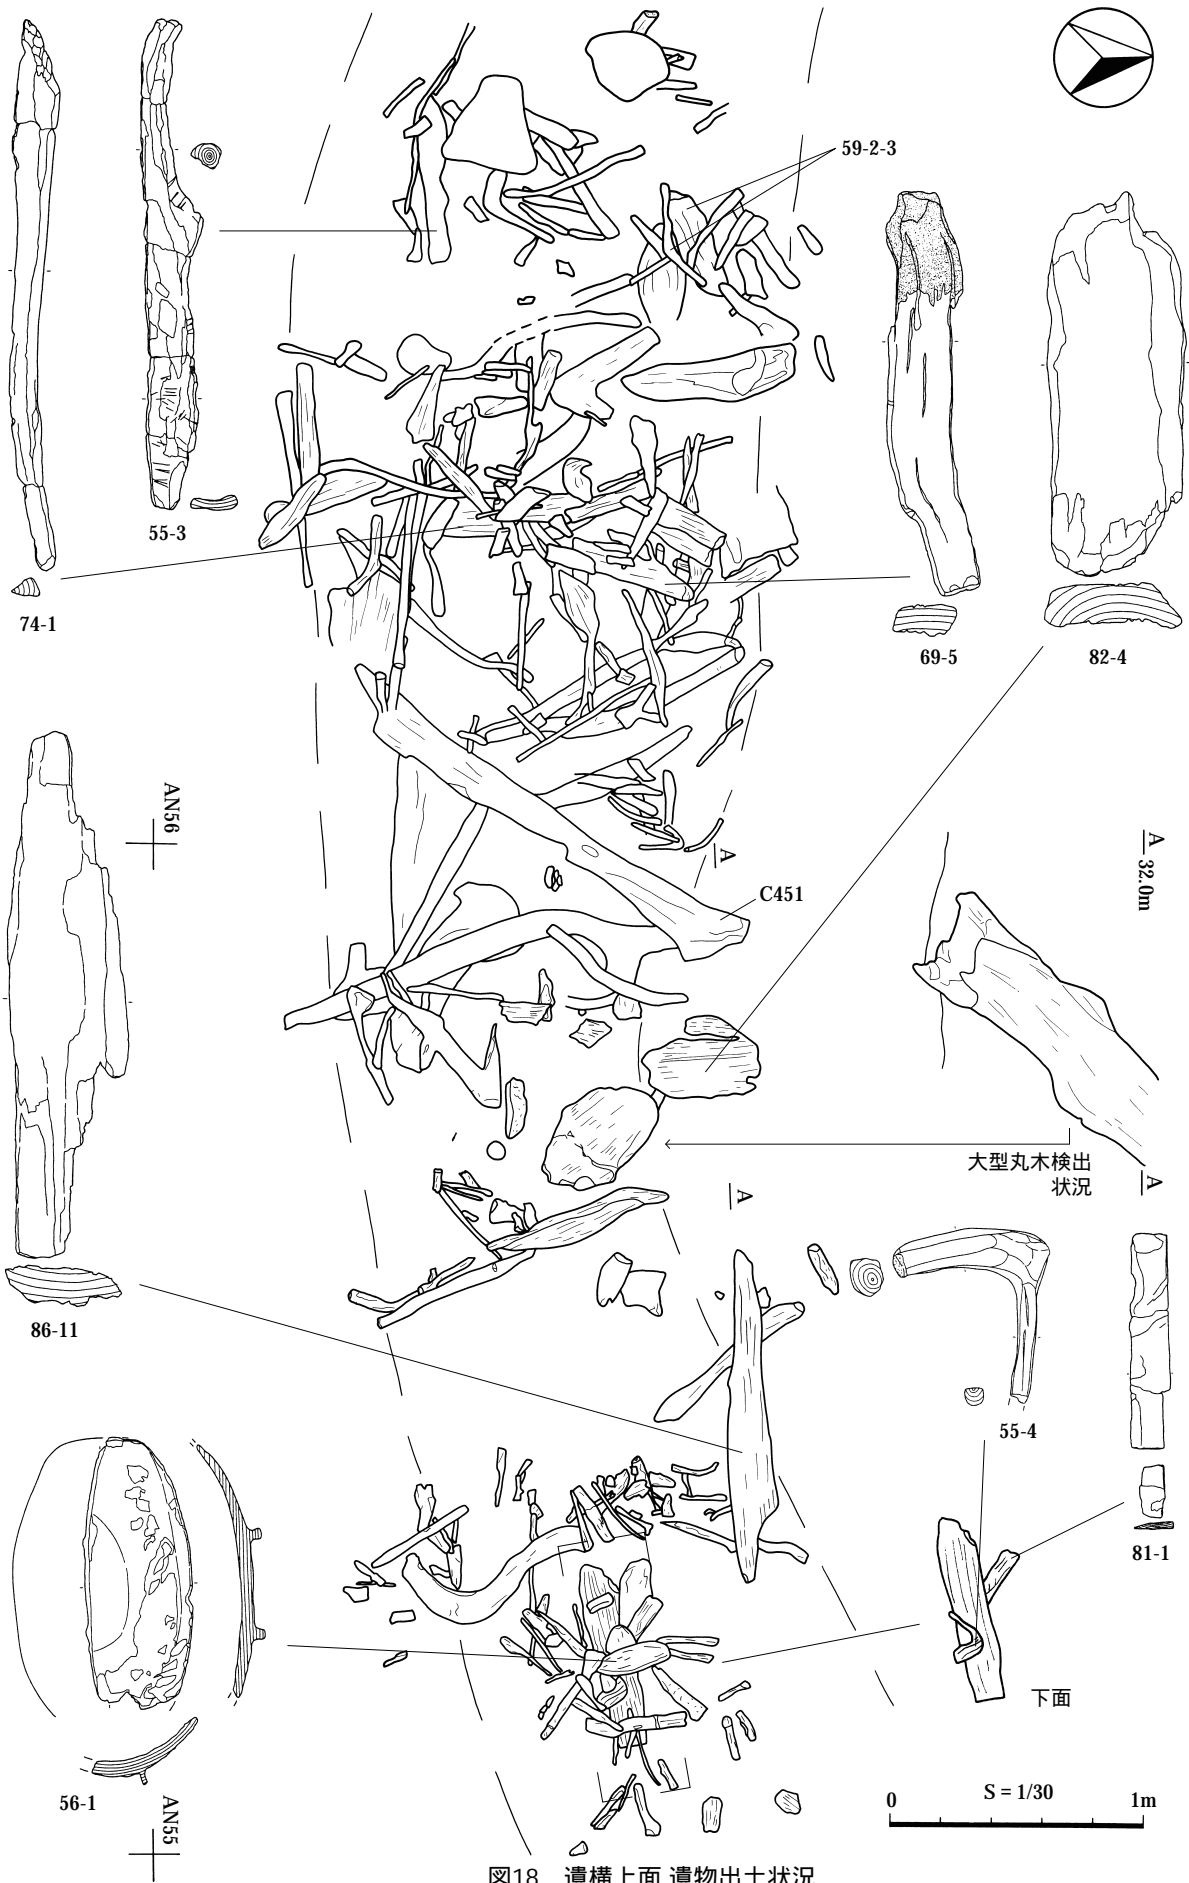 59-2-3
55-3
74-1
69-5
82-4
AN56
A
A 32.0m
C451
大型丸木検出
状況
A
A
86-11
55-4
81-1
下面
56-1
AN55
S = 1/30
0 1m
図18 遺構上面 遺物出土状況